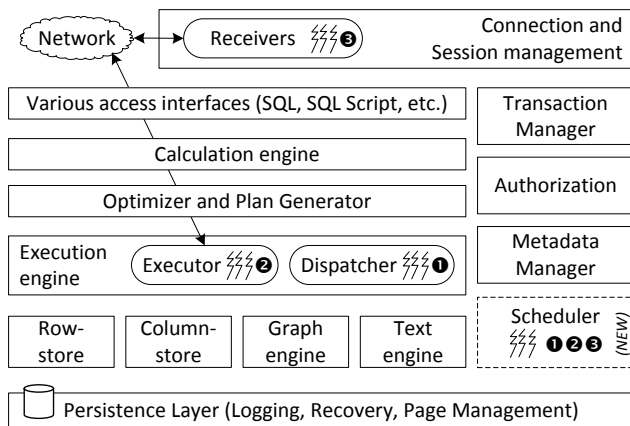 Network
Receivers ❸
Connection and
Session management
Various access interfaces (SQL, SQL Script, etc.)
Calculation engine
Optimizer and Plan Generator
Execution
engine
Executor ❷
Dispatcher ❶
Transaction
Manager
Authorization
Metadata
Manager
Row-
store
Column-
store
Graph
engine
Text
engine
Scheduler
❶❷❸
(NEW)
Persistence Layer (Logging, Recovery, Page Management)